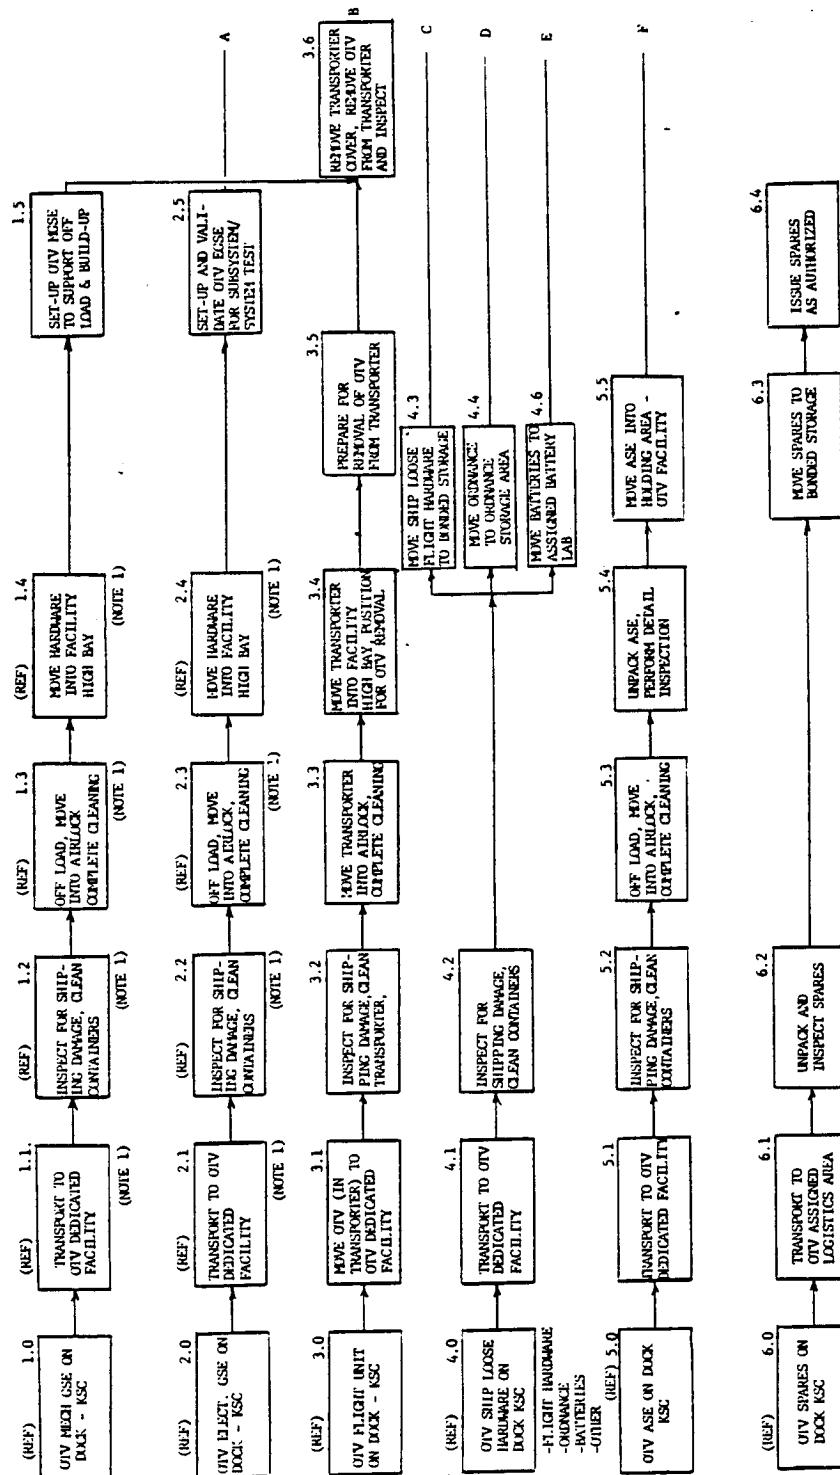 (REF) 1.0
OTV MECH GSE ON
DOCK - KSC
(REF) 1.1.
TRANSPORT TO
OTV DEDICATED
FACILITY
(NOTE 1)
(REF) 1.2
INSPECT FOR SHIP-
ING DAMAGE, CLEAN
CONTAINERS
(NOTE 1)
(REF) 1.3
OFF LOAD, MOVE
INTO AIRLOCK
COMPLETE CLEANING
(NOTE 1)
(REF) 1.4
MOVE HARDWARE
INTO FACILITY
HIGH BAY
(NOTE 1)
1.5
SET-UP OTV MGSE
TO SUPPORT OFF
LOAD & BUILD-UP
(REF) 2.0
OTV ELECT. GSE ON
DOCK - KSC
(REF) 2.1
TRANSPORT TO OTV
DEDICATED
FACILITY
(NOTE 1)
(REF) 2.2
INSPECT FOR SHIP-
ING DAMAGE, CLEAN
CONTAINERS
(NOTE 1)
(REF) 2.3
OFF LOAD, MOVE
INTO AIRLOCK,
COMPLETE CLEANING
(NOTE 1)
(REF) 2.4
MOVE HARDWARE
INTO FACILITY
HIGH BAY
(NOTE 1)
2.5
SET-UP AND VALI-
DATE OTV EGSE
FOR SUBSYSTEM/
SYSTEM TEST
A
(REF) 3.0
OTV FLIGHT UNIT
ON DOCK - KSC
3.1
MOVE OTV (IN
TRANSPORTER) TO
OTV DEDICATED
FACILITY
3.2
INSPECT FOR SHIP-
PING DAMAGE, CLEAN
TRANSPORTER,
3.3
MOVE TRANSPORTER
INTO AIRLOCK,
COMPLETE CLEANING
3.4
MOVE TRANSPORTER
INTO FACILITY
HIGH BAY, POSITION
FOR OTV REMOVAL
3.5
PREPARE FOR
REMOVAL OF OTV
FROM TRANSPORTER
3.6
REMOVE TRANSPORTER
COVER, REMOVE OTV
FROM TRANSPORTER
AND INSPECT
B
(REF) 4.0
OTV SHIP LOOSE
HARDWARE ON
DOCK KSC
-FLIGHT HARDWARE
-ORDNANCE
-BATTERIES
-OTHER
4.1
TRANSPORT TO OTV
DEDICATED
FACILITY
4.2
INSPECT FOR
SHIPPING DAMAGE,
CLEAN CONTAINERS
4.3
MOVE SHIP LOOSE
FLIGHT HARDWARE
TO BONDED STORAGE
C
4.4
MOVE ORDNANCE
TO ORDNANCE
STORAGE AREA
D
4.6
MOVE BATTERIES TO
ASSIGNED BATTERY
LAB
E
(REF) 5.0
OTV ASE ON DOCK
KSC
5.1
TRANSPORT TO OTV
DEDICATED FACILITY
5.2
INSPECT FOR SHIP-
PING DAMAGE, CLEAN
CONTAINERS
5.3
OFF LOAD, MOVE
INTO AIRLOCK,
COMPLETE CLEANING
5.4
UNPACK ASE,
PERFORM DETAIL
INSPECTION
5.5
MOVE ASE INTO
HOLDING AREA -
OTV FACILITY
F
(REF) 6.0
OTV SPARES ON
DOCK KSC
6.1
TRANSPORT TO
OTV ASSIGNED
LOGISTICS AREA
6.2
UNPACK AND
INSPECT SPARES
6.3
MOVE SPARES TO
BONDED STORAGE
6.4
ISSUE SPARES
AS AUTHORIZED